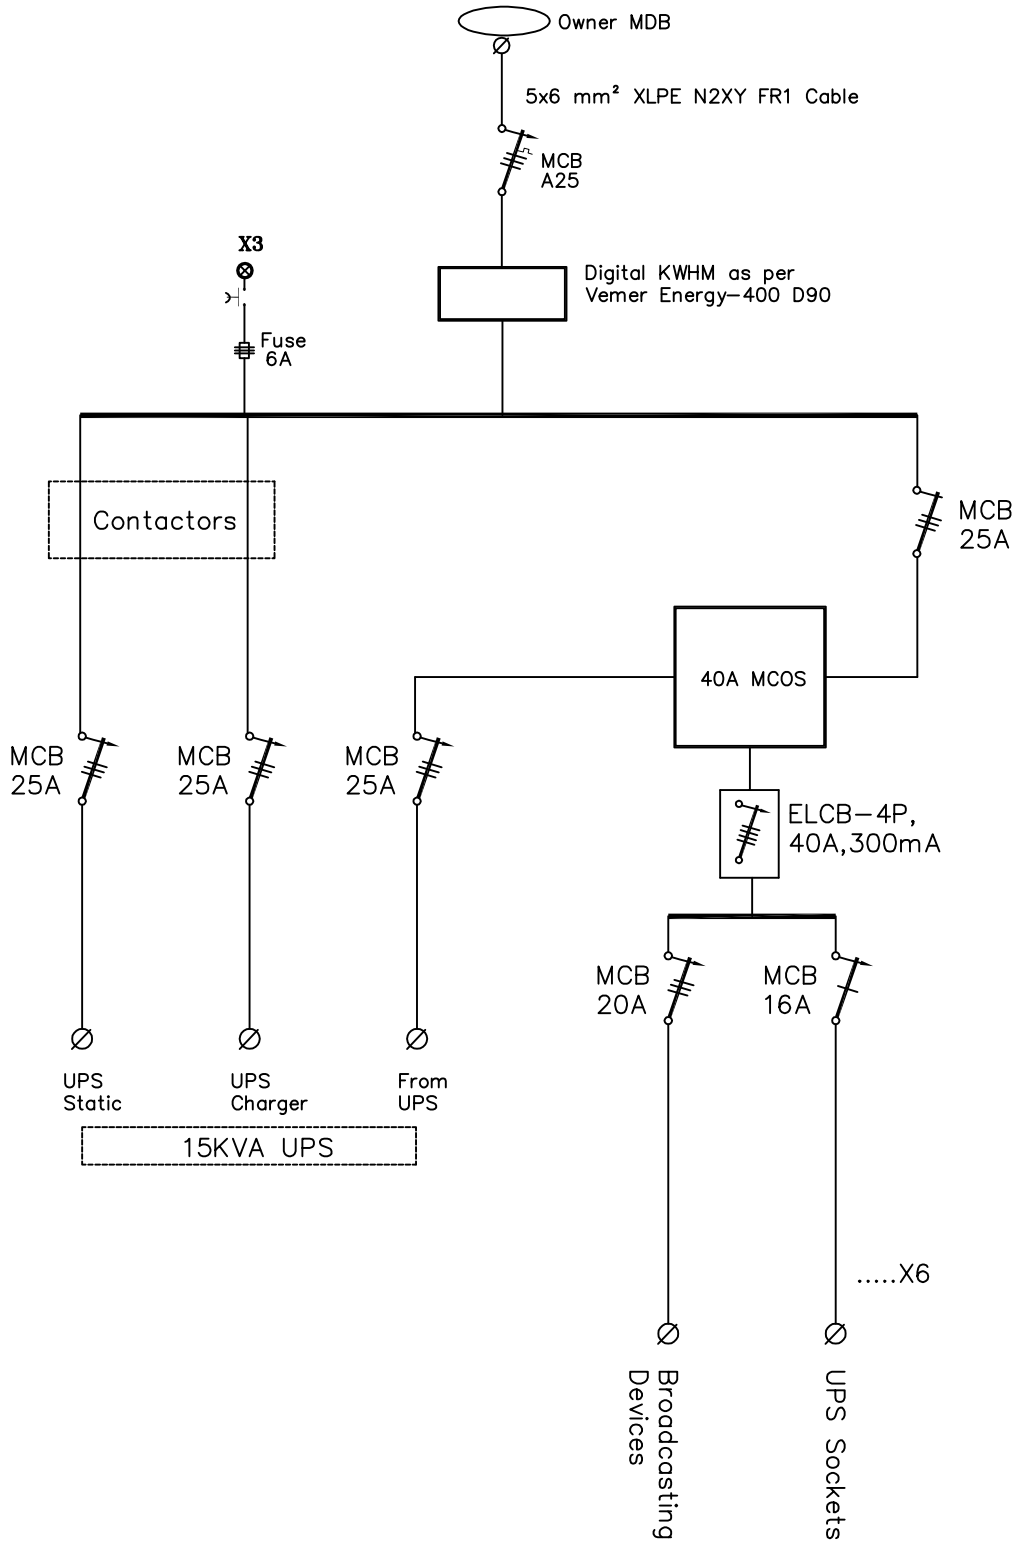 Owner MDB
5x6 mm² XLPE N2XY FR1 Cable
MCB
A25
X3
Digital KWHM as per
Vemer Energy-400 D90
Fuse
6A
Contactors
MCB
25A
40A MCOS
MCB
25A
MCB
25A
MCB
25A
ELCB-4P,
40A,300mA
MCB
20A
MCB
16A
UPS
Static
UPS
Charger
From
UPS
15KVA UPS
.....X6
Broadcasting
Devices
UPS Sockets